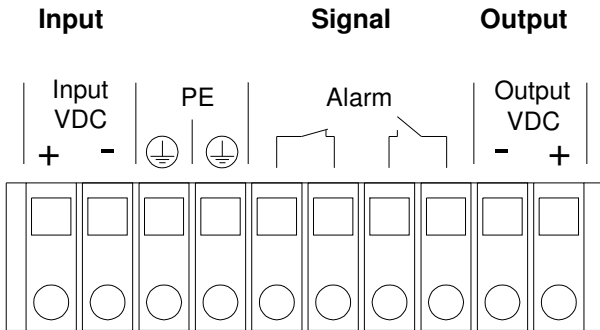 Input Signal Output
Input VDC
PE
Alarm
Output VDC
+ -
- +